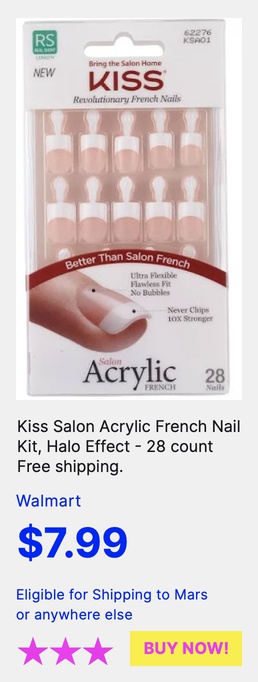 RS
REAL SHORT
LENGTH
62276
KSA01
NEW
Bring the Salon Home
KISS®
Revolutionary French Nails
Better Than Salon French
Ultra Flexible
Flawless Fit
No Bubbles
Never Chips
10X Stronger
Salon
Acrylic
FRENCH
28
Nails
Kiss Salon Acrylic French Nail
Kit, Halo Effect - 28 count
Free shipping.
Walmart
$7.99
Eligible for Shipping to Mars
or anywhere else
BUY NOW!